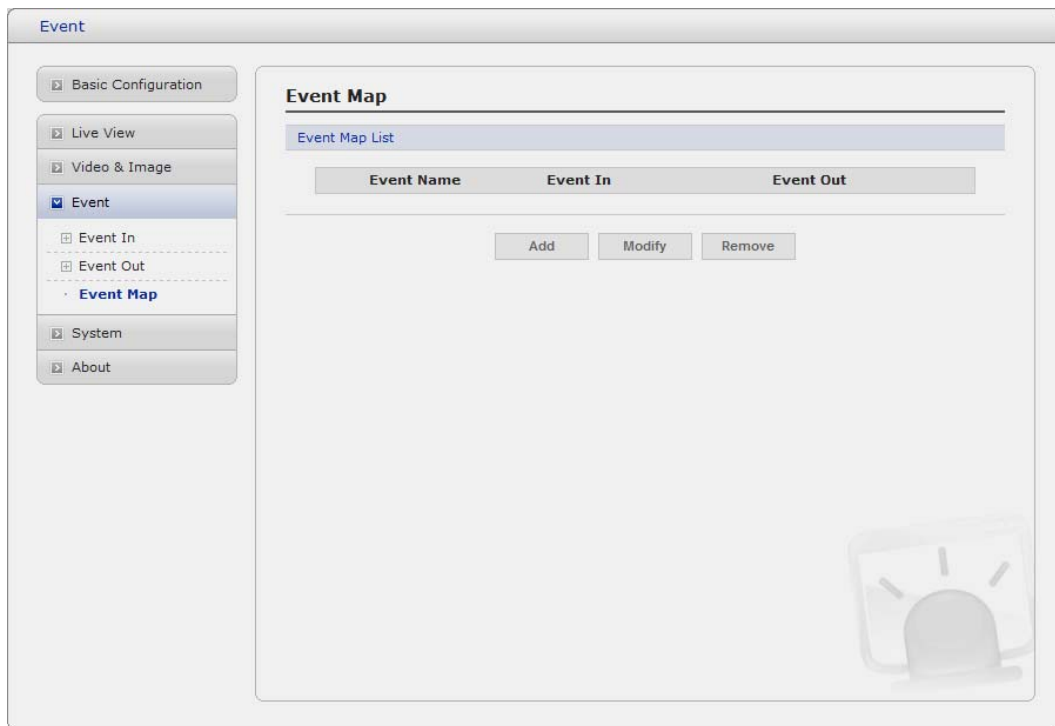 Event
Basic Configuration
Live View
Video & Image
Event
Event In
Event Out
Event Map
System
About
Event Map
Event Map List
Event Name Event In Event Out
Add Modify Remove